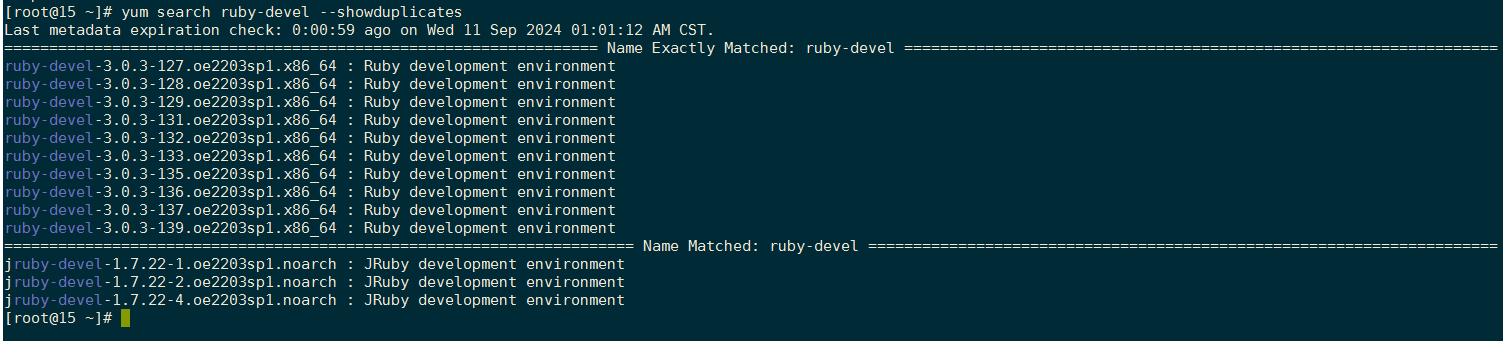 [root@15 ~]# yum search ruby-devel --showduplicates
Last metadata expiration check: 0:00:59 ago on Wed 11 Sep 2024 01:01:12 AM CST.
================================================================== Name Exactly Matched: ruby-devel ==================================================================
ruby-devel-3.0.3-127.oe2203sp1.x86_64 : Ruby development environment
ruby-devel-3.0.3-128.oe2203sp1.x86_64 : Ruby development environment
ruby-devel-3.0.3-129.oe2203sp1.x86_64 : Ruby development environment
ruby-devel-3.0.3-131.oe2203sp1.x86_64 : Ruby development environment
ruby-devel-3.0.3-132.oe2203sp1.x86_64 : Ruby development environment
ruby-devel-3.0.3-133.oe2203sp1.x86_64 : Ruby development environment
ruby-devel-3.0.3-135.oe2203sp1.x86_64 : Ruby development environment
ruby-devel-3.0.3-136.oe2203sp1.x86_64 : Ruby development environment
ruby-devel-3.0.3-137.oe2203sp1.x86_64 : Ruby development environment
ruby-devel-3.0.3-139.oe2203sp1.x86_64 : Ruby development environment
====================================================================== Name Matched: ruby-devel ======================================================================
jruby-devel-1.7.22-1.oe2203sp1.noarch : JRuby development environment
jruby-devel-1.7.22-2.oe2203sp1.noarch : JRuby development environment
jruby-devel-1.7.22-4.oe2203sp1.noarch : JRuby development environment
[root@15 ~]#